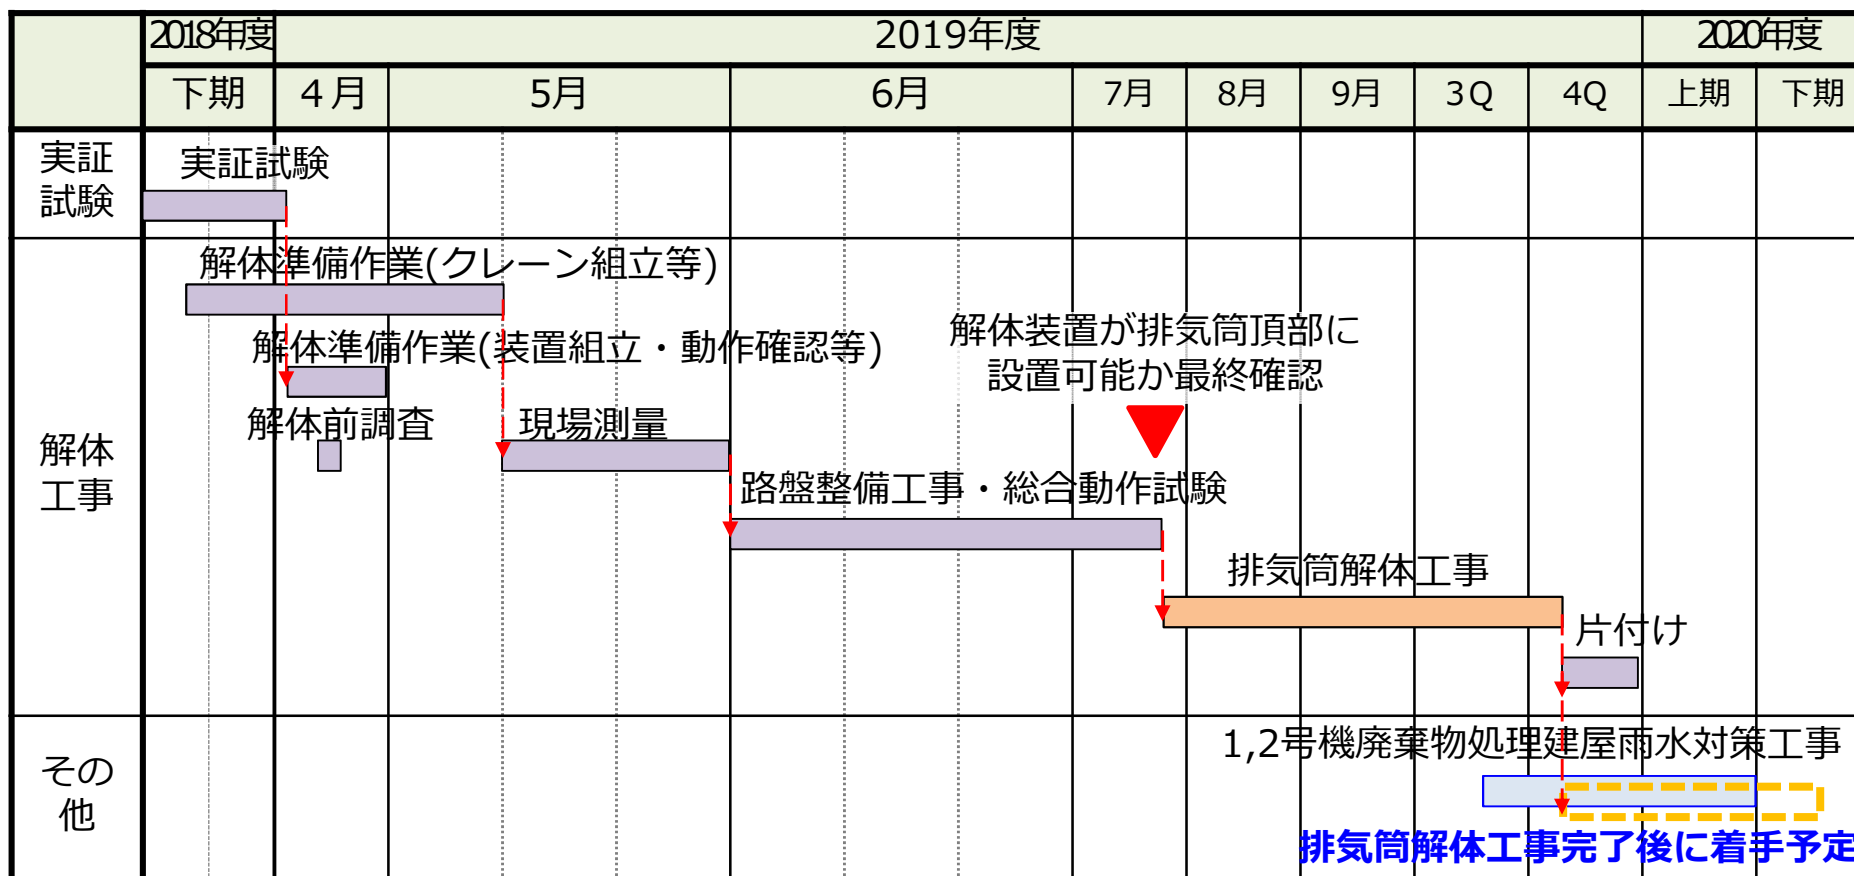 2018年度 2019年度 2020年度
下期 4月 5月 6月 7月 8月 9月 3Q 4Q 上期 下期
実証
試験
実証試験
解体
工事
解体準備作業(クレーン組立等)
解体準備作業(装置組立・動作確認等)
解体装置が排気筒頂部に
設置可能か最終確認
解体前調査
現場測量
路盤整備工事・総合動作試験
排気筒解体工事
片付け
その
他
1,2号機廃棄物処理建屋雨水対策工事
排気筒解体工事完了後に着手予定